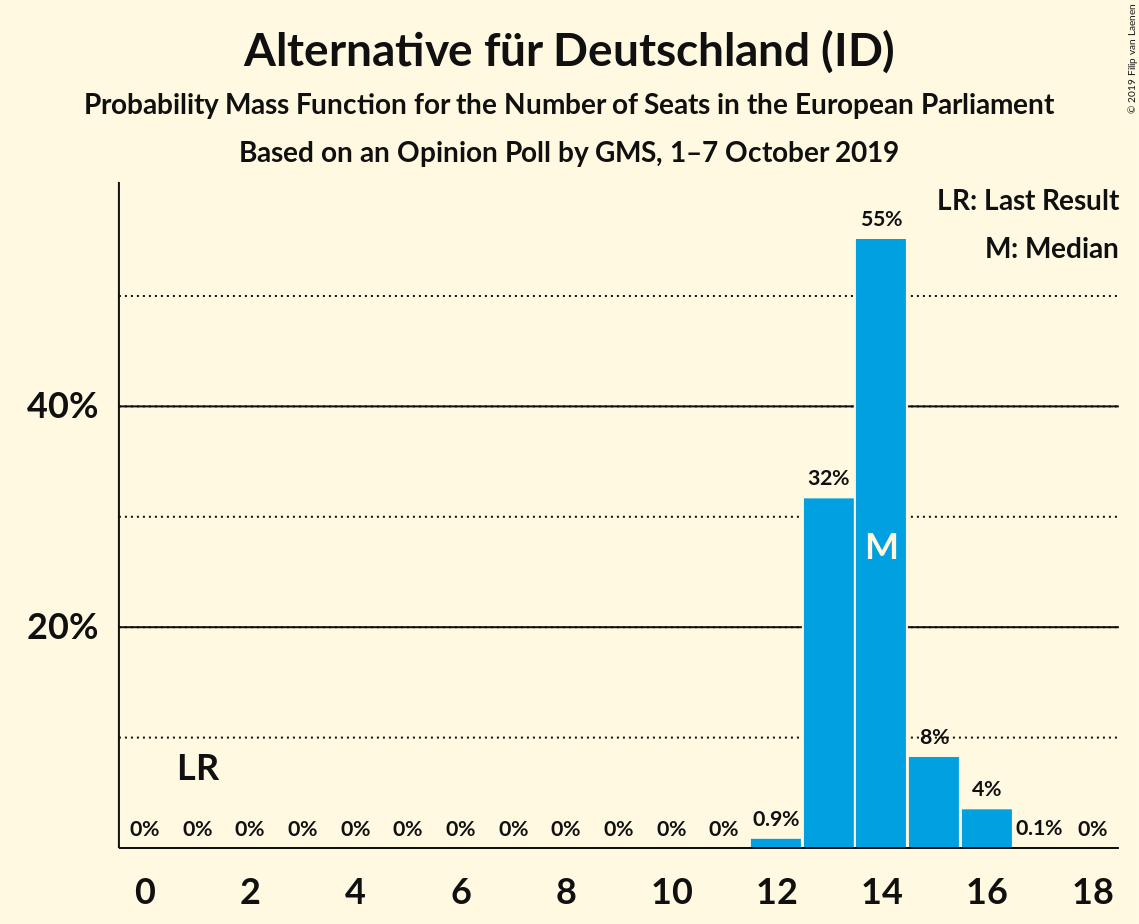 Alternative für Deutschland (ID)
Probability Mass Function for the Number of Seats in the European Parliament
Based on an Opinion Poll by GMS, 1–7 October 2019
© 2019 Filip van Laenen
LR: Last Result
M: Median
55%
40%
32%
M
20%
8%
LR
4%
0% 0% 0% 0% 0% 0% 0% 0% 0% 0% 0% 0% 0.9% 0.1% 0%
0 2 4 6 8 10 12 14 16 18